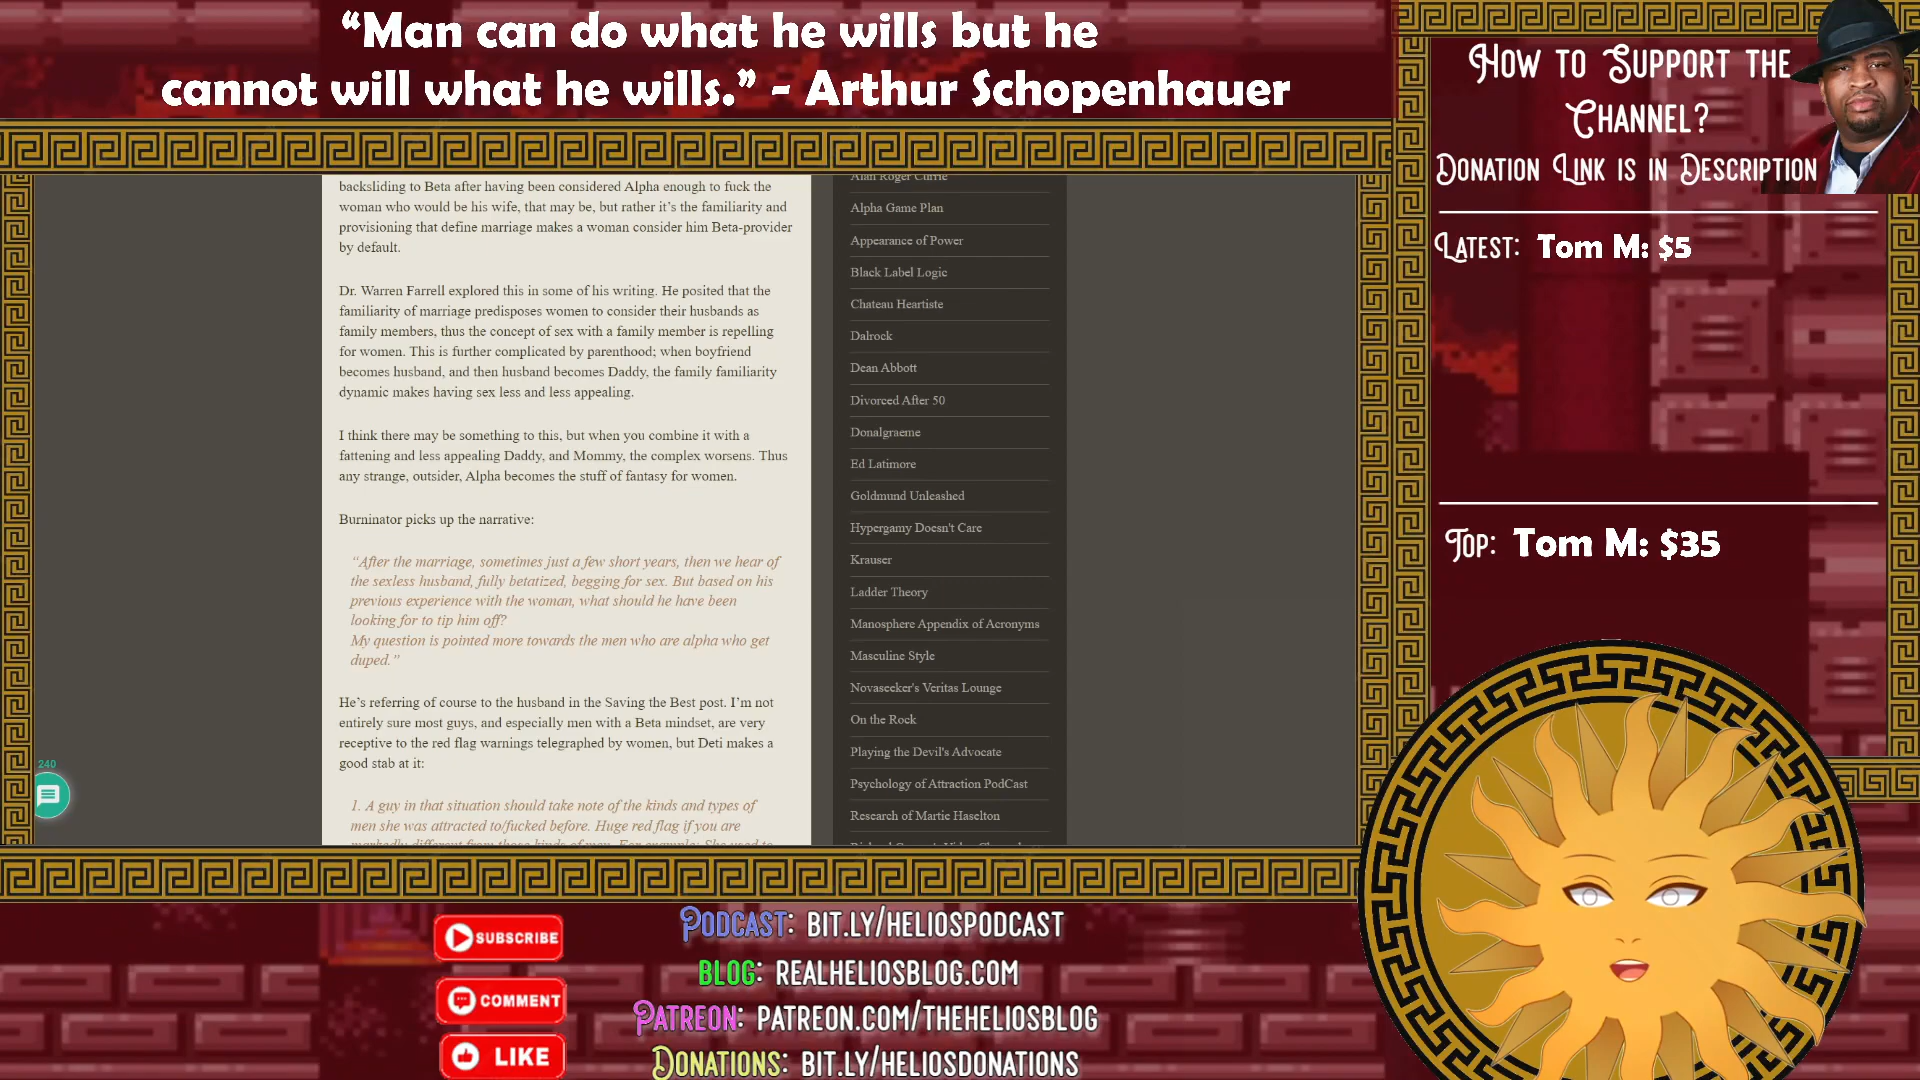 “Man can do what he wills but he
cannot will what he wills.” - Arthur Schopenhauer
How to Support the
Channel?
Donation Link is in Description
Latest: Tom M: $5
Top: Tom M: $35
backsliding to Beta after having been considered Alpha enough to fuck the
woman who would be his wife, that may be, but rather it’s the familiarity and
provisioning that define marriage makes a woman consider him Beta-provider
by default.
Dr. Warren Farrell explored this in some of his writing. He posited that the
familiarity of marriage predisposes women to consider their husbands as
family members, thus the concept of sex with a family member is repelling
for women. This is further complicated by parenthood; when boyfriend
becomes husband, and then husband becomes Daddy, the family familiarity
dynamic makes having sex less and less appealing.
I think there may be something to this, but when you combine it with a
fattening and less appealing Daddy, and Mommy, the complex worsens. Thus
any strange, outsider, Alpha becomes the stuff of fantasy for women.
Burninator picks up the narrative:
“After the marriage, sometimes just a few short years, then we hear of
the sexless husband, fully betatized, begging for sex. But based on his
previous experience with the woman, what should he have been
looking for to tip him off?
My question is pointed more towards the men who are alpha who get
duped.”
He’s referring of course to the husband in the Saving the Best post. I’m not
entirely sure most guys, and especially men with a Beta mindset, are very
receptive to the red flag warnings telegraphed by women, but Deti makes a
good stab at it:
1. A guy in that situation should take note of the kinds and types of
men she was attracted to/fucked before. Huge red flag if you are
markedly different from those kinds of men. For example: She used to
Alan Roger Currie
Alpha Game Plan
Appearance of Power
Black Label Logic
Chateau Heartiste
Dalrock
Dean Abbott
Divorced After 50
Donalgraeme
Ed Latimore
Goldmund Unleashed
Hypergamy Doesn't Care
Krauser
Ladder Theory
Manosphere Appendix of Acronyms
Masculine Style
Novaseeker's Veritas Lounge
On the Rock
Playing the Devil's Advocate
Psychology of Attraction PodCast
Research of Martie Haselton
240
SUBSCRIBE
COMMENT
LIKE
Podcast: bit.ly/heliospodcast
Blog: realheliosblog.com
Patreon: patreon.com/theheliosblog
Donations: bit.ly/heliosdonations